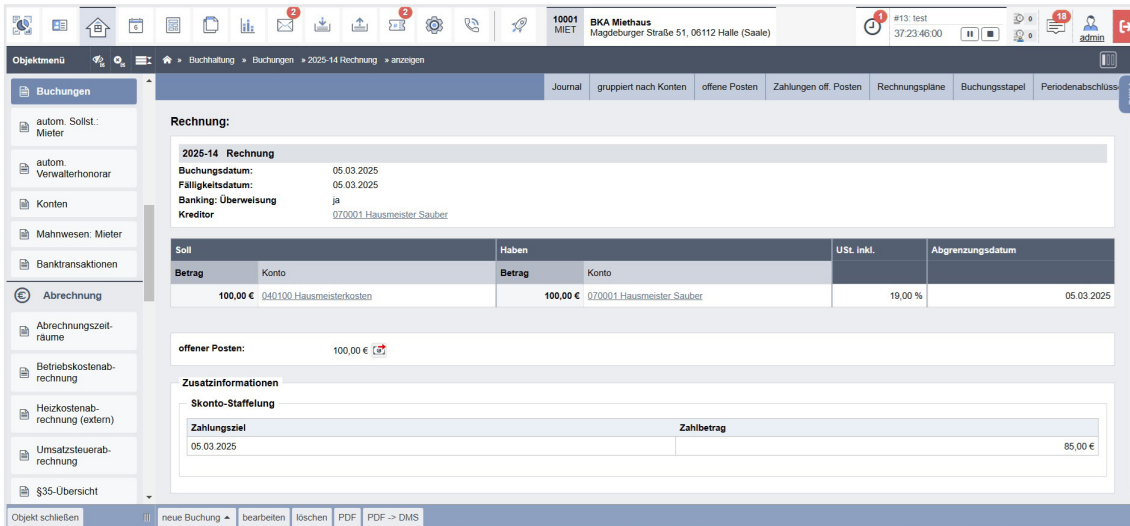 6
2
2
10001
MIET
BKA Miethaus
Magdeburger Straße 51, 06112 Halle (Saale)
1
#13: test
37:23:46:00
0
0
18
admin
Objektmenü
» Buchhaltung » Buchungen » 2025-14 Rechnung » anzeigen
Buchungen
autom. Sollst.:
Mieter
autom.
Verwalterhonorar
Konten
Mahnwesen: Mieter
Banktransaktionen
Abrechnung
Abrechnungszeit-
räume
Betriebskostenab-
rechnung
Heizkostenab-
rechnung (extern)
Umsatzsteuerab-
rechnung
§35-Übersicht
Journal gruppiert nach Konten offene Posten Zahlungen off. Posten Rechnungspläne Buchungsstapel Periodenabschlüss
Rechnung:
2025-14 Rechnung
Buchungsdatum: 05.03.2025
Fälligkeitsdatum: 05.03.2025
Banking: Überweisung ja
Kreditor 070001 Hausmeister Sauber
Soll Haben USt. inkl. Abgrenzungsdatum
Betrag Konto Betrag Konto
100,00 € 040100 Hausmeisterkosten 100,00 € 070001 Hausmeister Sauber 19,00 % 05.03.2025
offener Posten: 100,00 €
Zusatzinformationen
Skonto-Staffelung
Zahlungsziel Zahlbetrag
05.03.2025 85,00 €
Objekt schließen neue Buchung bearbeiten löschen PDF PDF -> DMS